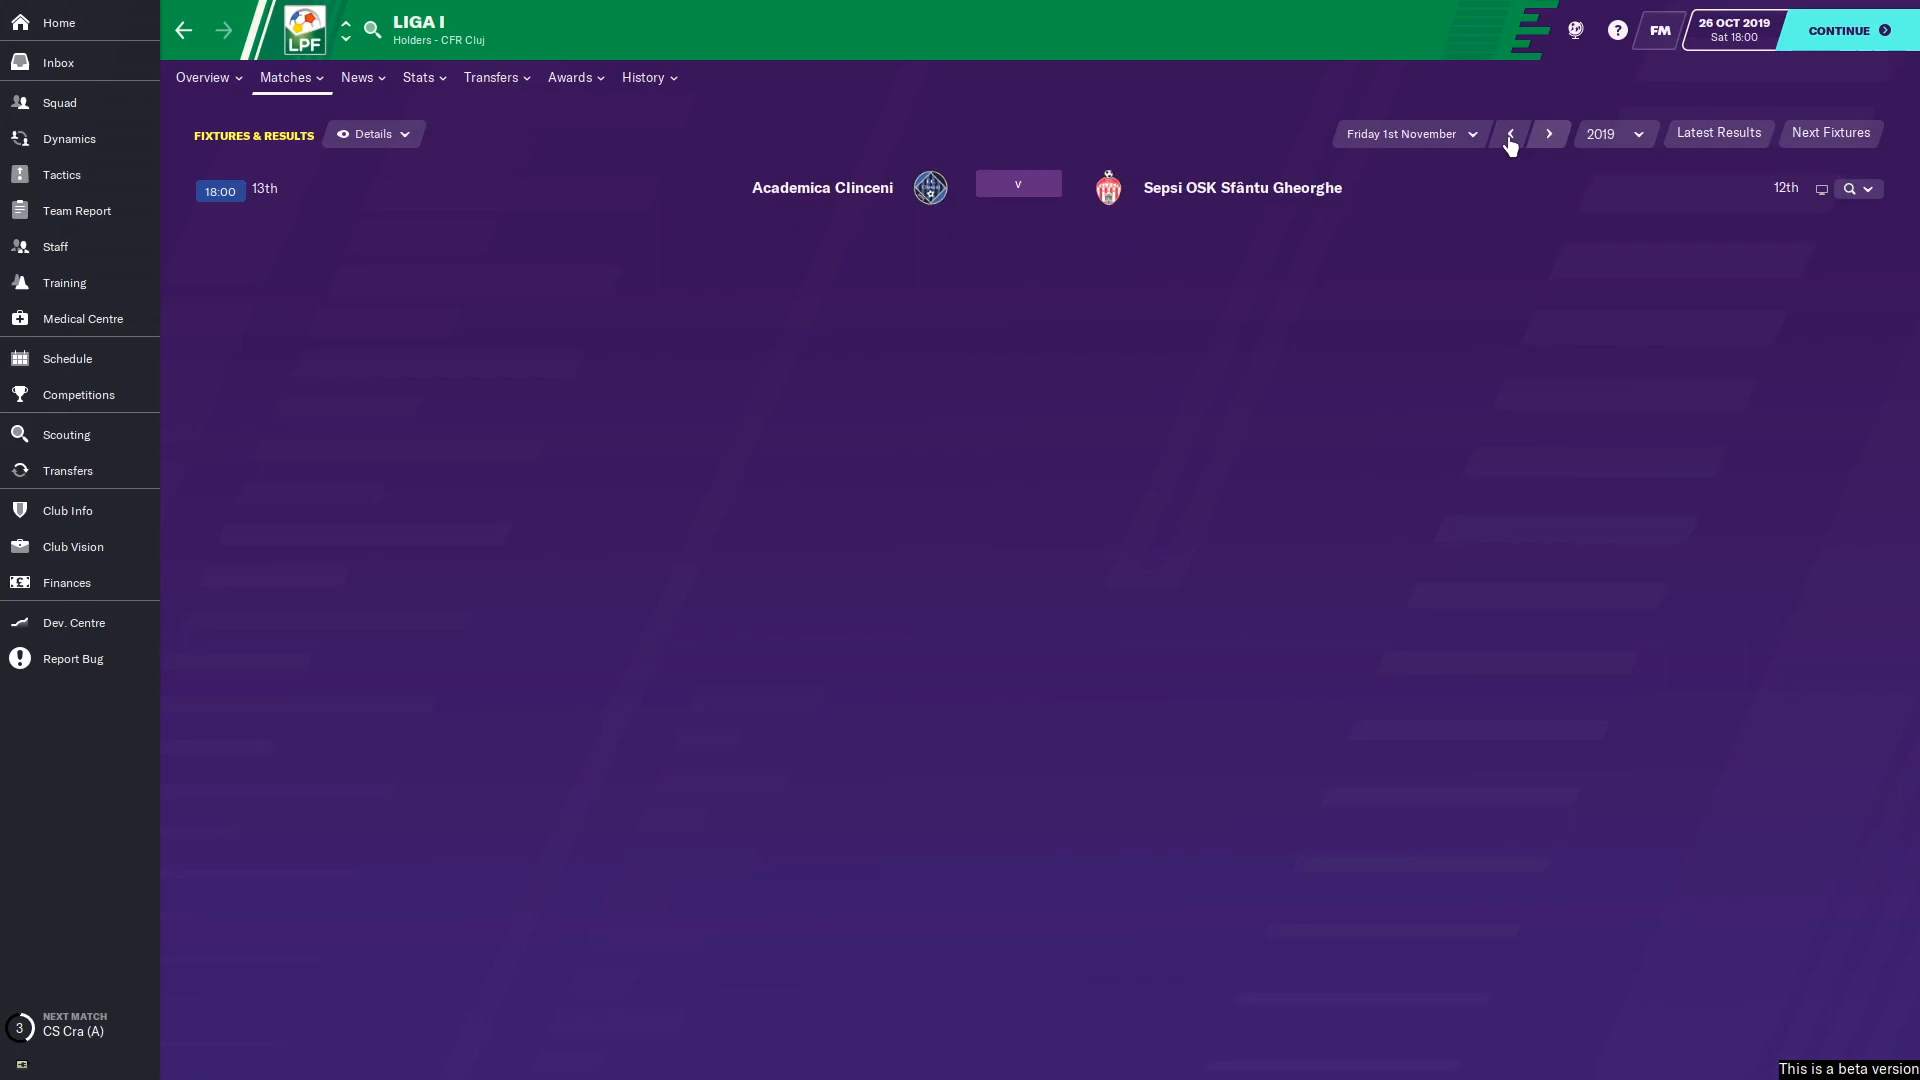 Home
Inbox
Squad
Dynamics
Tactics
Team Report
Staff
Training
Medical Centre
Schedule
Competitions
Scouting
Transfers
Club Info
Club Vision
Finances
Dev. Centre
Report Bug
NEXT MATCH
3 CS Cra (A)
LPF
LIGA I
Holders - CFR Cluj
? FM
26 OCT 2019
Sat 18:00
CONTINUE
Overview Matches News Stats Transfers Awards History
FIXTURES & RESULTS Details Friday 1st November 2019 Latest Results Next Fixtures
18:00 13th Academica Clinceni v Sepsi OSK Sfântu Gheorghe 12th
This is a beta version